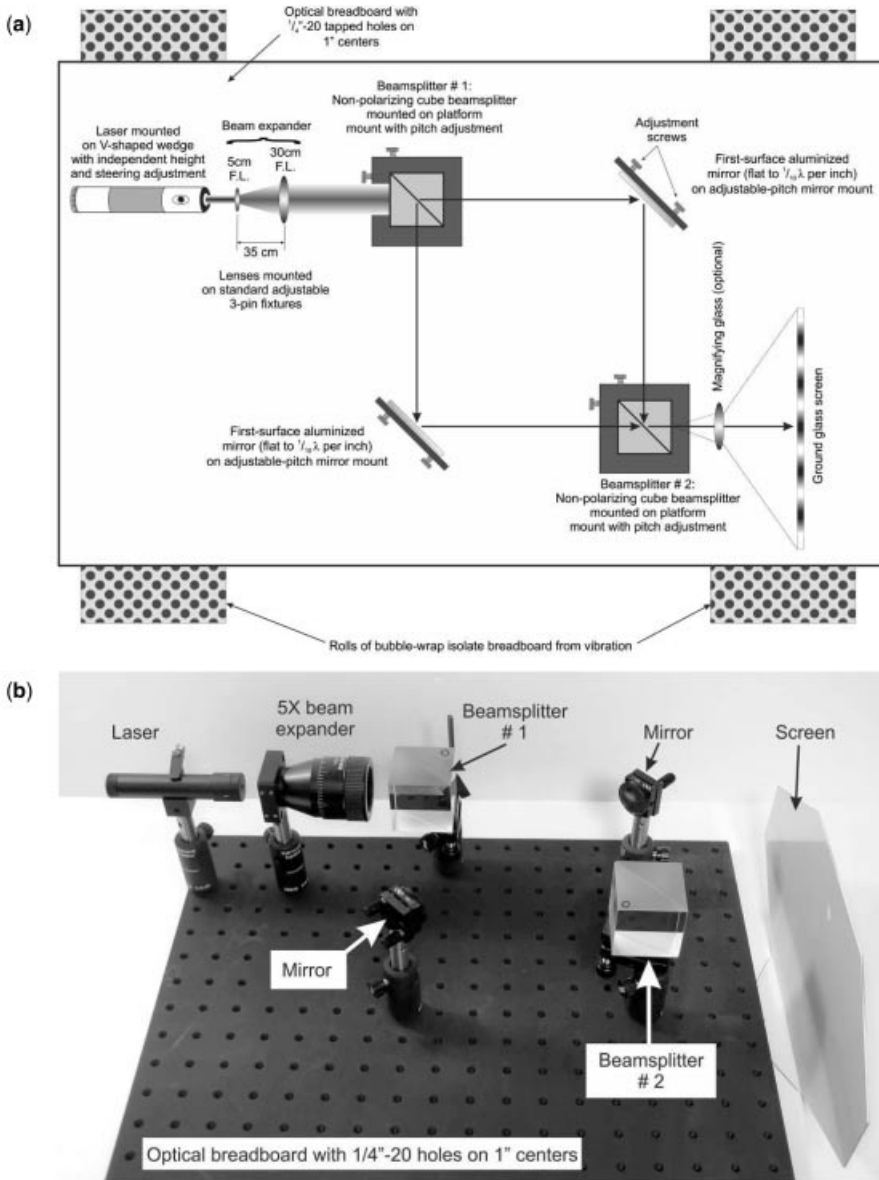 (a)
Optical breadboard with
1/4"-20 tapped holes on
1" centers
Beamsplitter # 1:
Non-polarizing cube beamsplitter
mounted on platform
mount with pitch adjustment
Laser mounted
on V-shaped wedge
with independent height
and steering adjustment
Beam expander
5cm
F.L.
30cm
F.L.
Adjustment
screws
First-surface aluminized
mirror (flat to 1/10 λ per inch)
on adjustable-pitch mirror mount
35 cm
Lenses mounted
on standard adjustable
3-pin fixtures
Magnifying glass (optional)
Ground glass screen
First-surface aluminized
mirror (flat to 1/10 λ per inch)
on adjustable-pitch mirror mount
Beamsplitter # 2:
Non-polarizing cube beamsplitter
mounted on platform
mount with pitch adjustment
Rolls of bubble-wrap isolate breadboard from vibration
(b)
Laser
5X beam
expander
Beamsplitter
# 1
Mirror
Screen
Mirror
Beamsplitter
# 2
Optical breadboard with 1/4"-20 holes on 1" centers